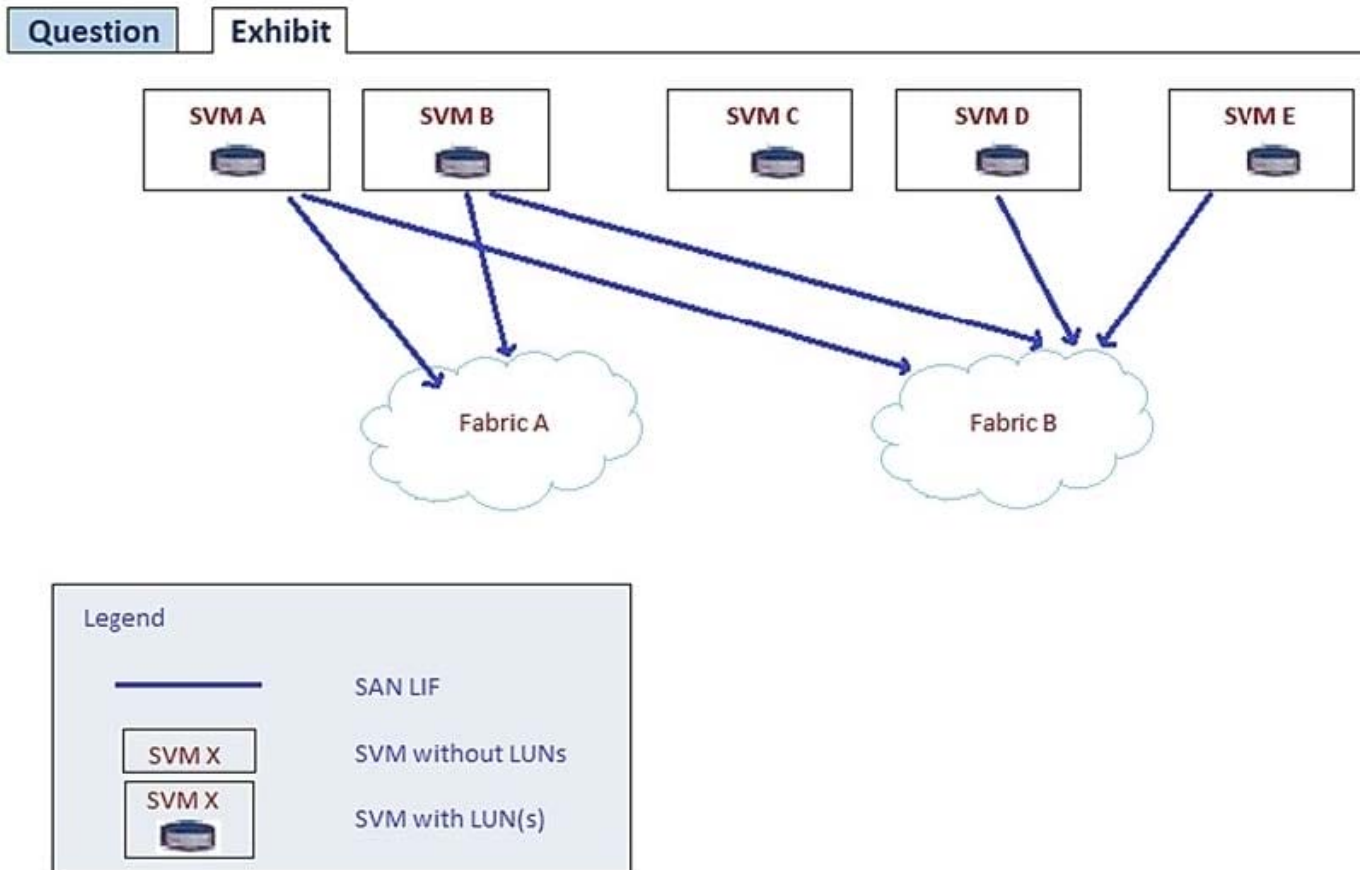 Question Exhibit
SVM A SVM B SVM C SVM D SVM E
Fabric A Fabric B
Legend
SAN LIF
SVM X SVM without LUNs
SVM X
SVM with LUN(s)